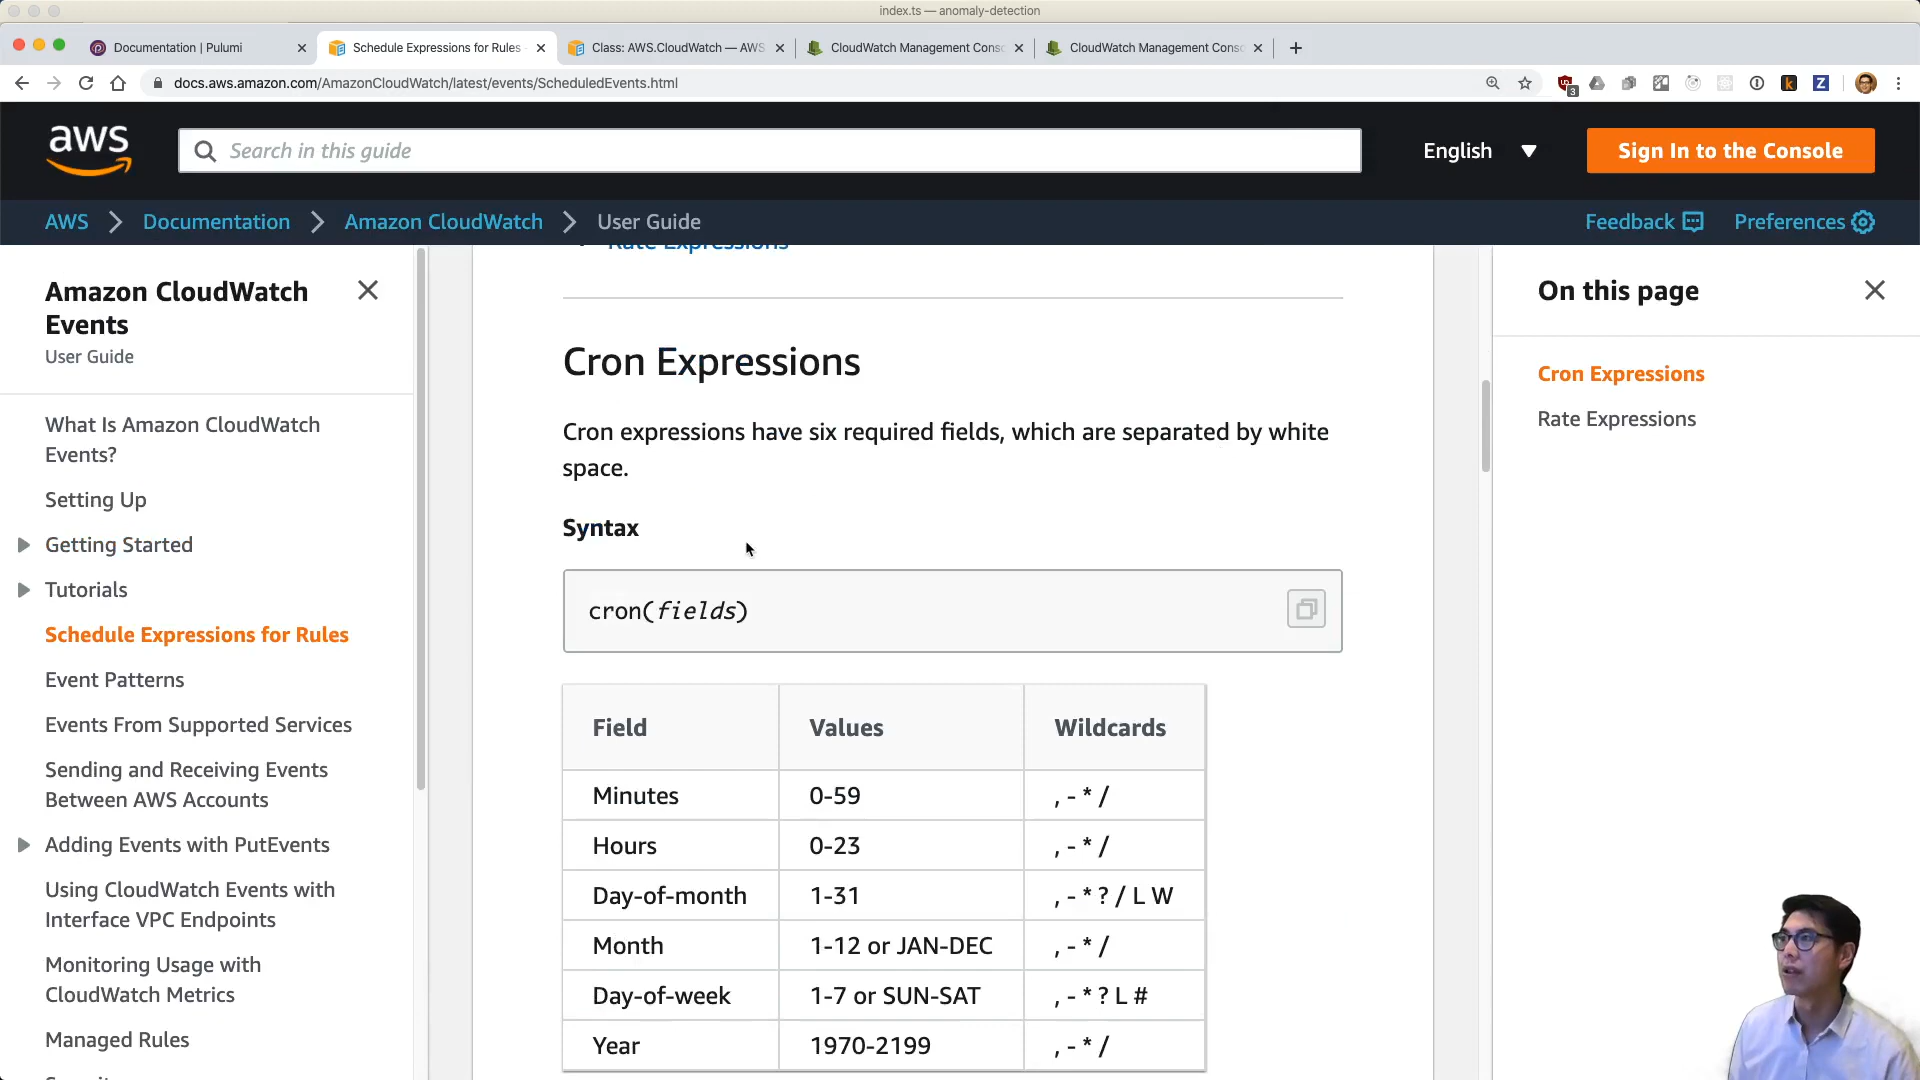 index.ts — anomaly-detection
Documentation | Pulumi
Schedule Expressions for Rules -
Class: AWS.CloudWatch — AWS
CloudWatch Management Conso
CloudWatch Management Conso
docs.aws.amazon.com/AmazonCloudWatch/latest/events/ScheduledEvents.html
3
k
Z
aws
Search in this guide
English
Sign In to the Console
AWS
Documentation
Amazon CloudWatch
User Guide
Feedback
Preferences
Amazon CloudWatch
Events
User Guide
What Is Amazon CloudWatch
Events?
Setting Up
Getting Started
Tutorials
Schedule Expressions for Rules
Event Patterns
Events From Supported Services
Sending and Receiving Events
Between AWS Accounts
Adding Events with PutEvents
Using CloudWatch Events with
Interface VPC Endpoints
Monitoring Usage with
CloudWatch Metrics
Managed Rules
Rate Expressions
Cron Expressions
Cron expressions have six required fields, which are separated by white
space.
Syntax
cron(fields)
Field Values Wildcards
Minutes 0-59 , - * /
Hours 0-23 , - * /
Day-of-month 1-31 , - * ? / L W
Month 1-12 or JAN-DEC , - * /
Day-of-week 1-7 or SUN-SAT , - * ? L #
Year 1970-2199 , - * /
On this page
Cron Expressions
Rate Expressions